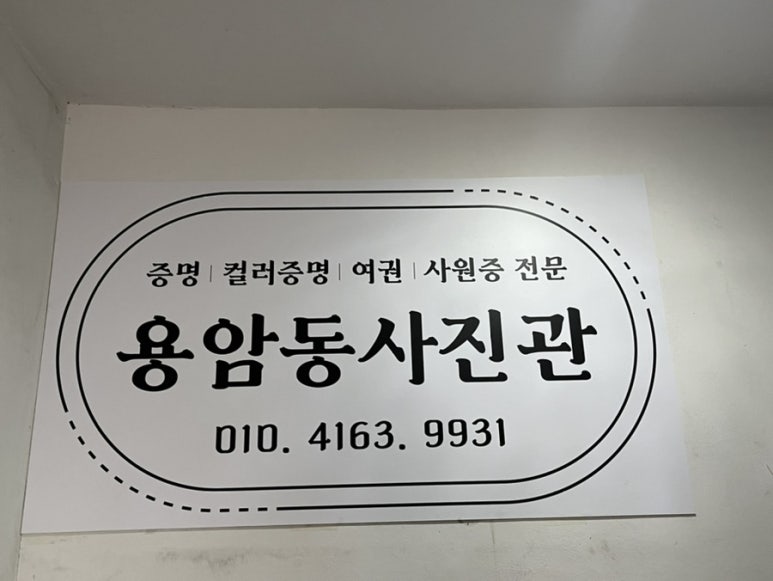 증명 | 컬러증명 | 여권 | 사원증 전문
용암동사진관
010. 4163. 9931